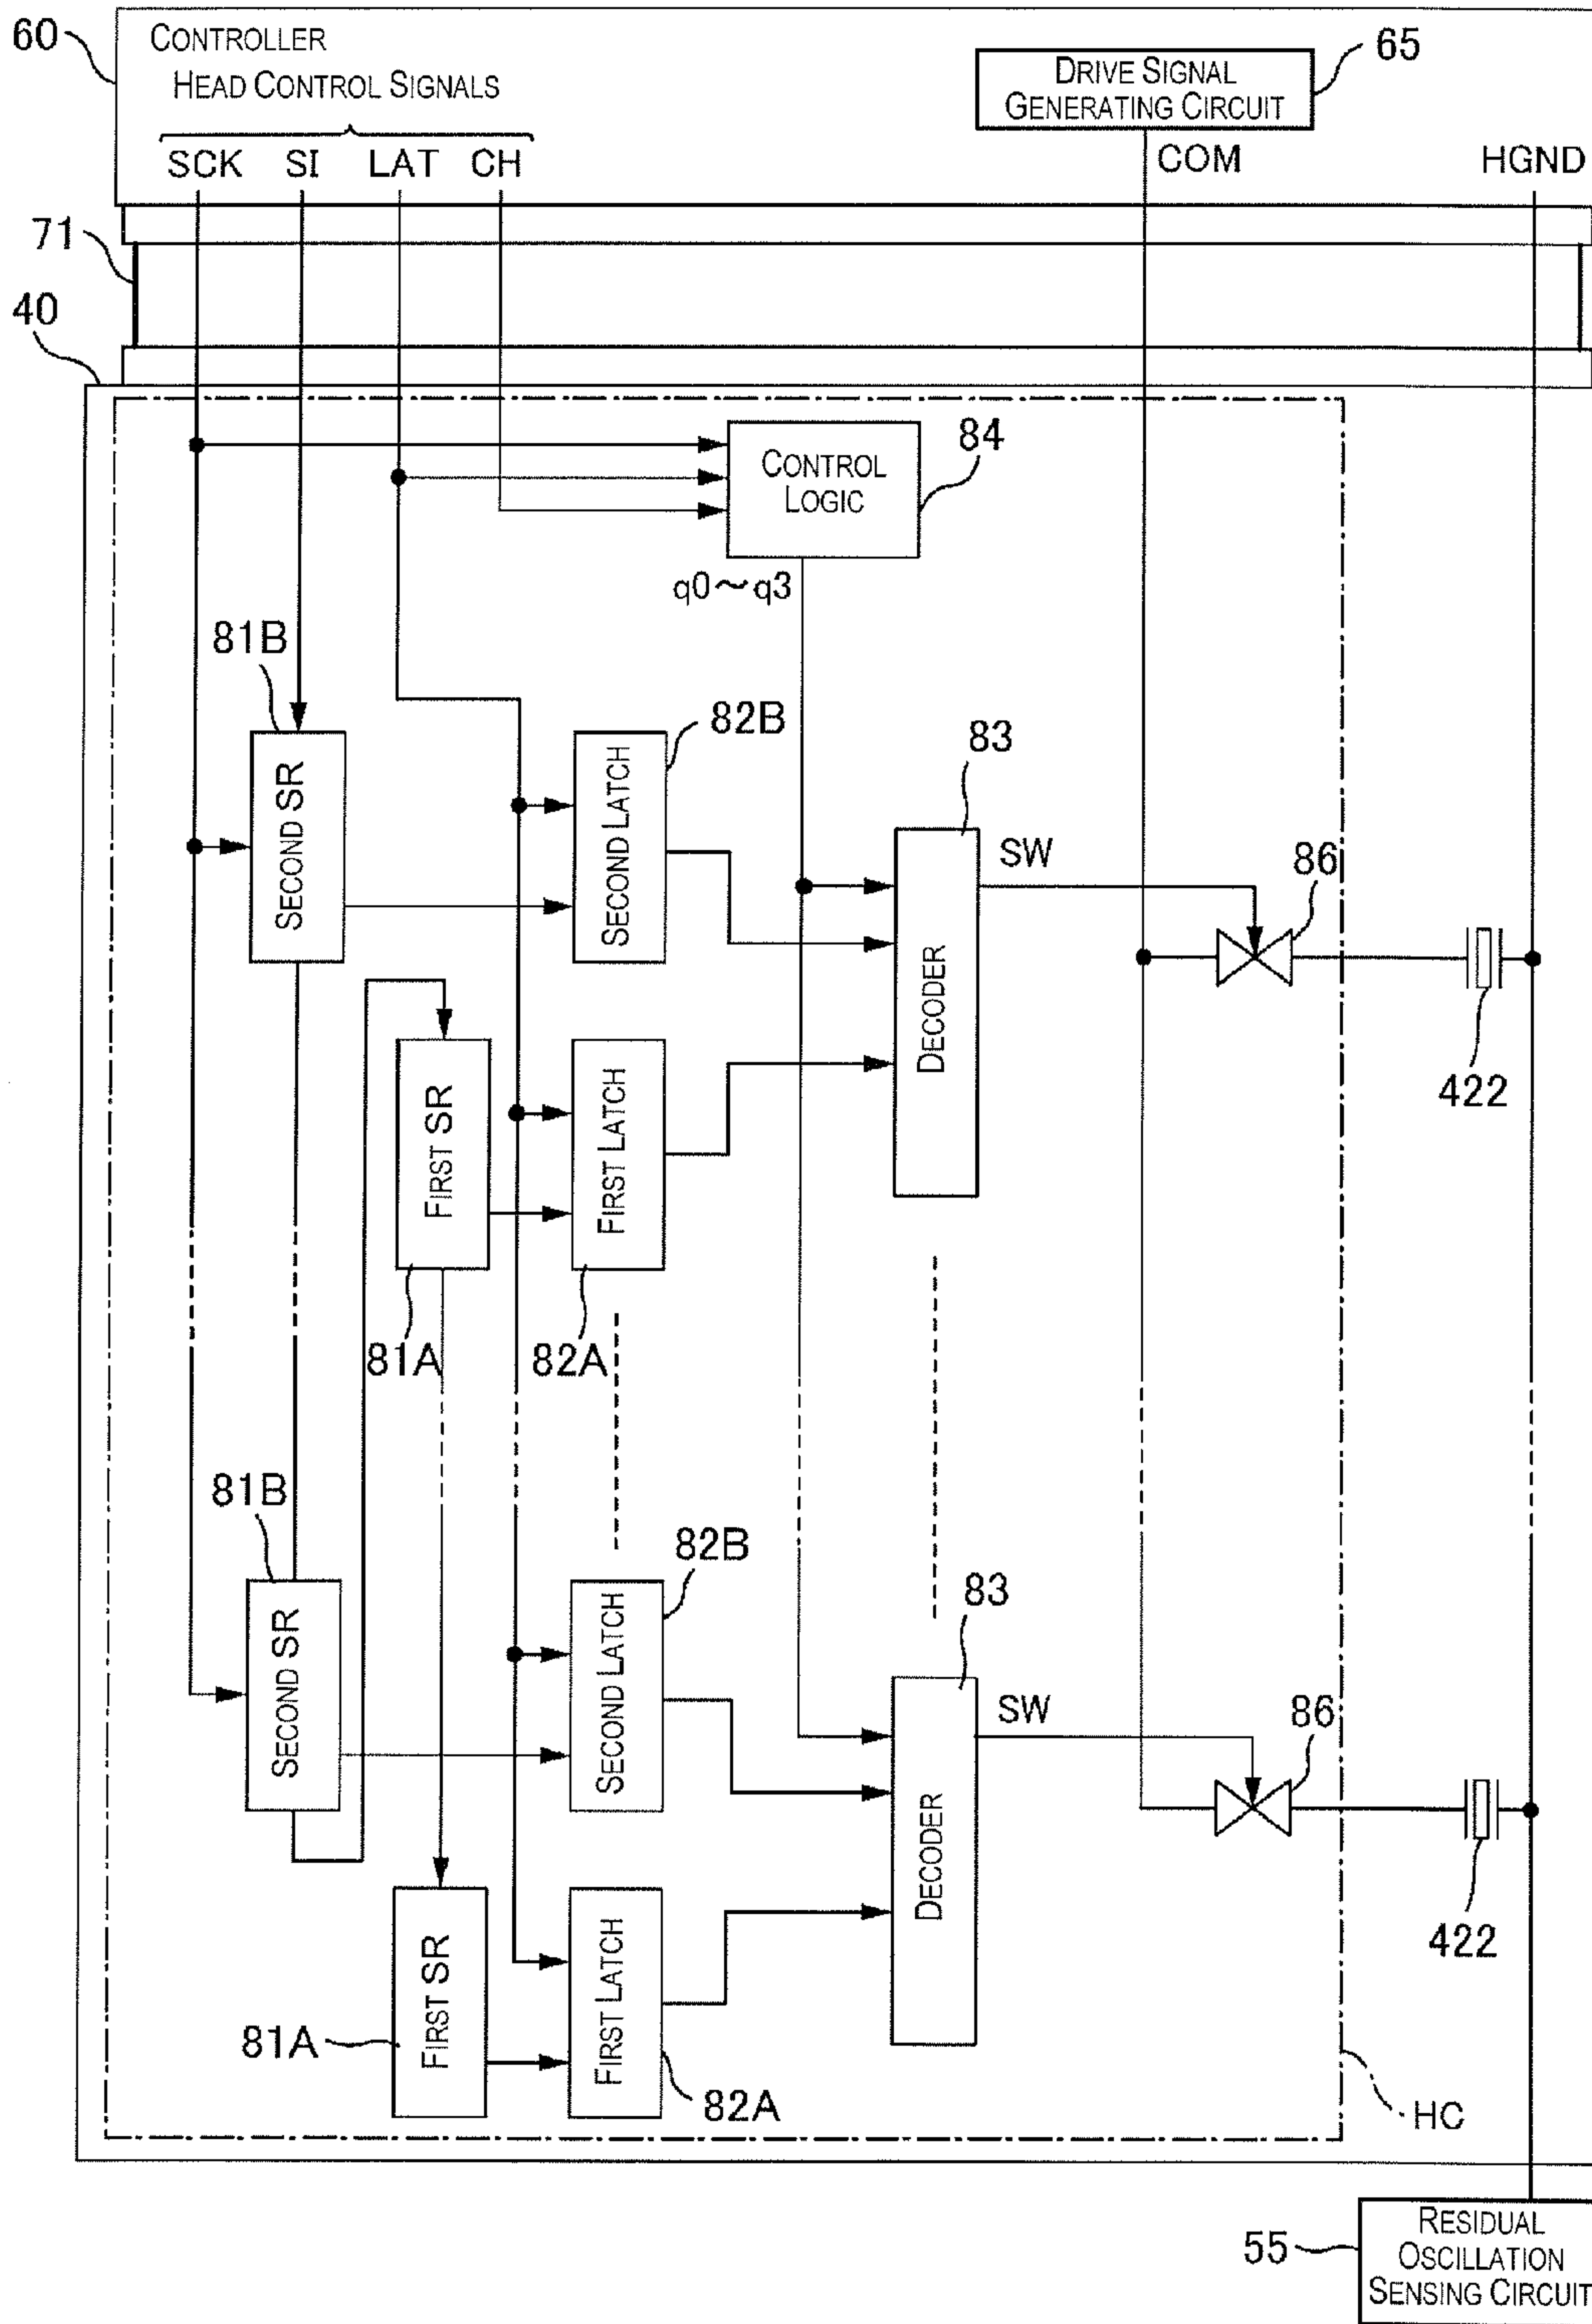 60
CONTROLLER
HEAD CONTROL SIGNALS
SCK SI LAT CH
DRIVE SIGNAL
GENERATING CIRCUIT
65
COM
HGND
71
40
CONTROL
LOGIC
84
q0~q3
81B
SECOND SR
82B
SECOND LATCH
83
DECODER
SW
86
422
FIRST SR
81A
FIRST LATCH
82A
81B
SECOND SR
82B
SECOND LATCH
83
DECODER
SW
86
422
FIRST SR
81A
FIRST LATCH
82A
HC
55
RESIDUAL
OSCILLATION
SENSING CIRCUIT